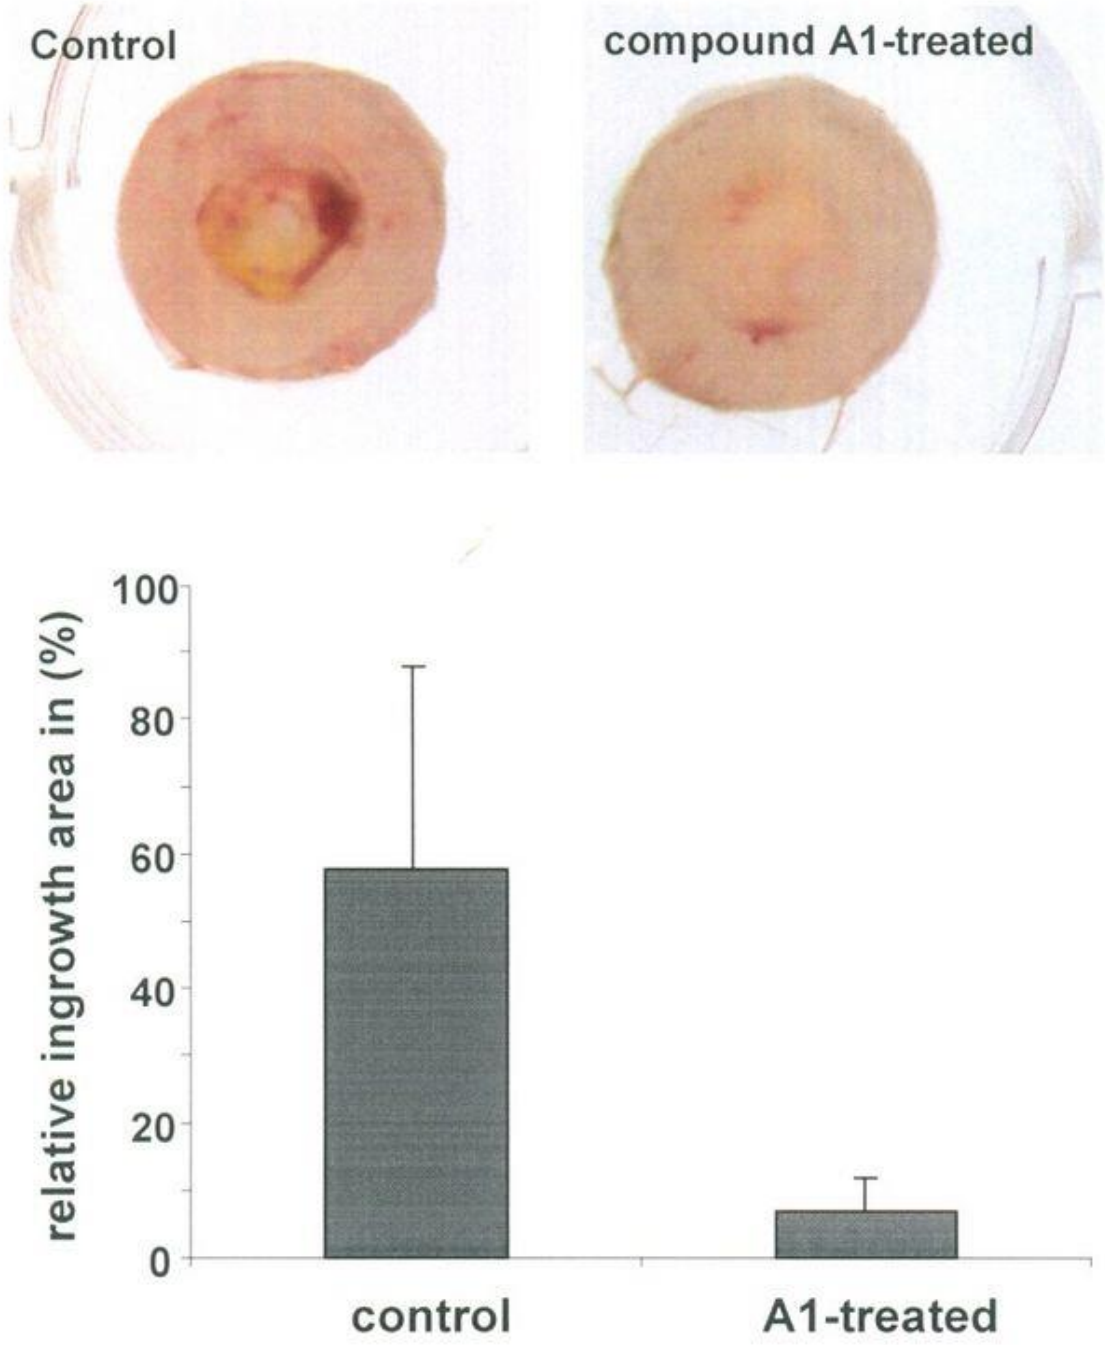 Control
compound A1-treated
relative ingrowth area in (%)
100
80
60
40
20
0
control
A1-treated